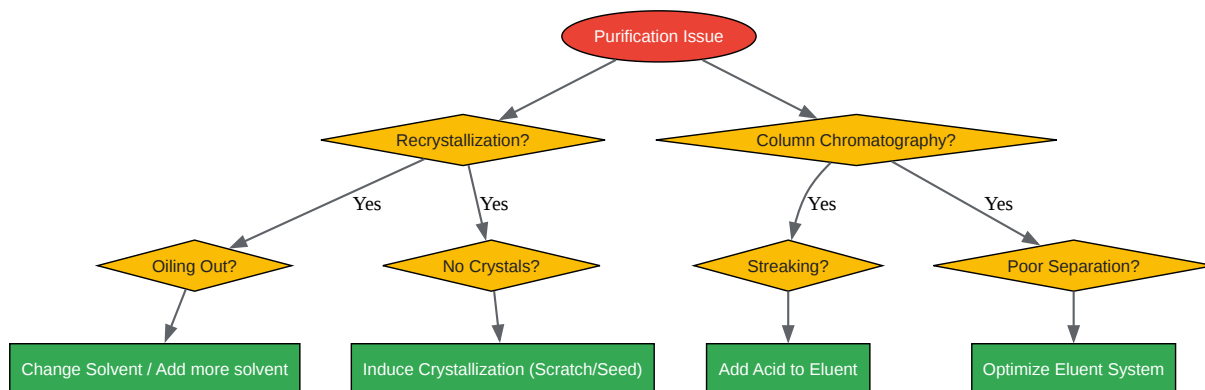 Purification Issue
Recrystallization?
Column Chromatography?
Yes
Yes
Yes
Yes
Oiling Out?
No Crystals?
Streaking?
Poor Separation?
Change Solvent / Add more solvent
Induce Crystallization (Scratch/Seed)
Add Acid to Eluent
Optimize Eluent System